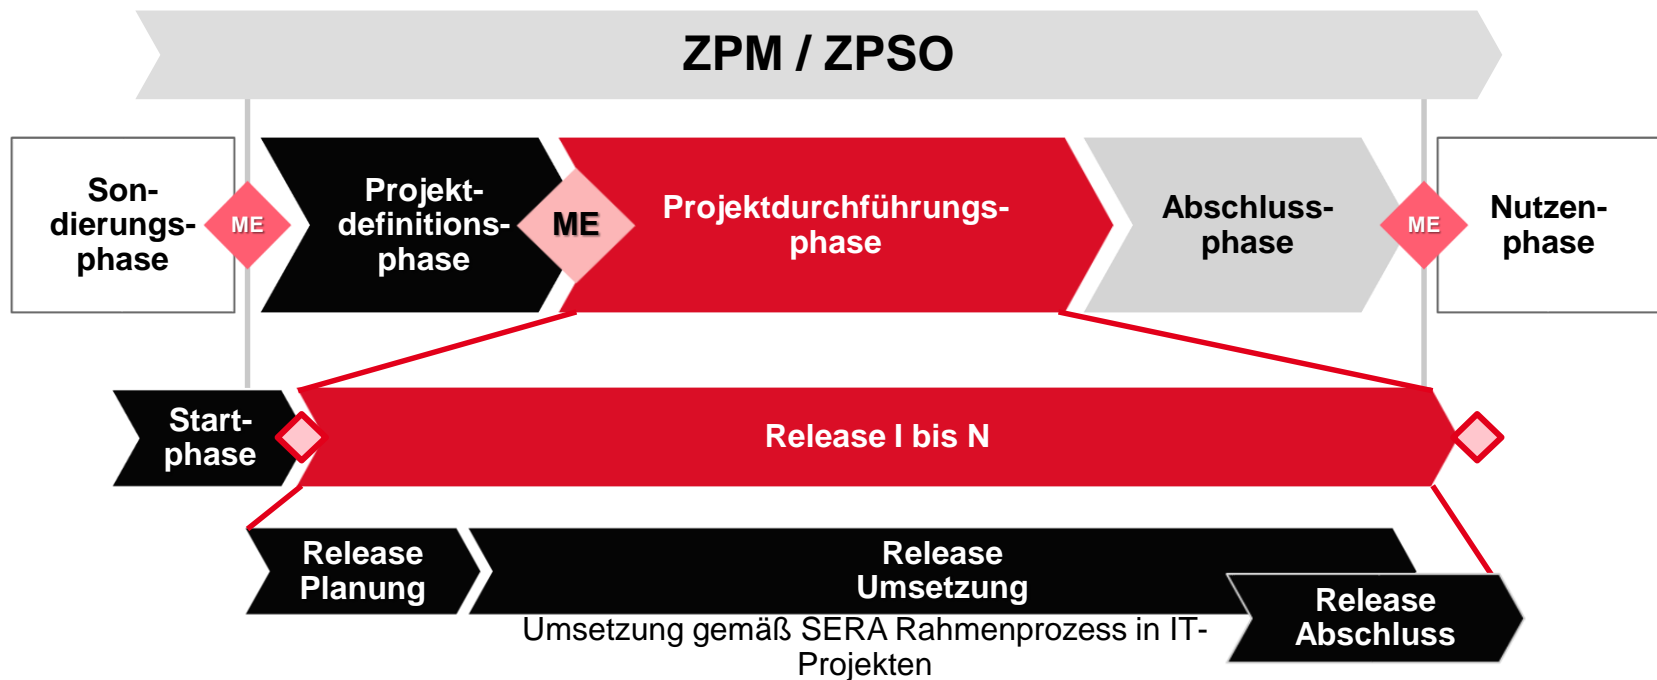 ZPM / ZPSO
Son-
dierungs-
phase
ME
Projekt-
definitions-
phase
ME
Projektdurchführungs-
phase
Abschluss-
phase
ME
Nutzen-
phase
Start-
phase
Release I bis N
Release
Planung
Release
Umsetzung
Release
Abschluss
Umsetzung gemäß SERA Rahmenprozess in IT-
Projekten